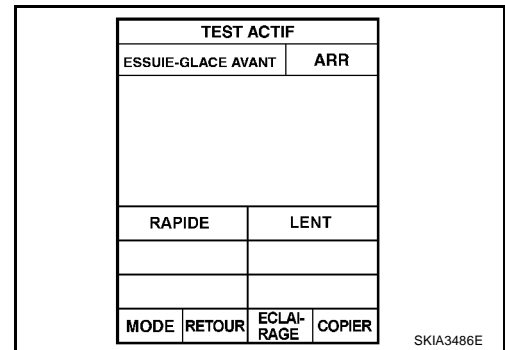 TEST ACTIF
ESSUIE-GLACE AVANT ARR
RAPIDE LENT
MODE RETOUR ECLAI-
RAGE COPIER
SKIA3486E